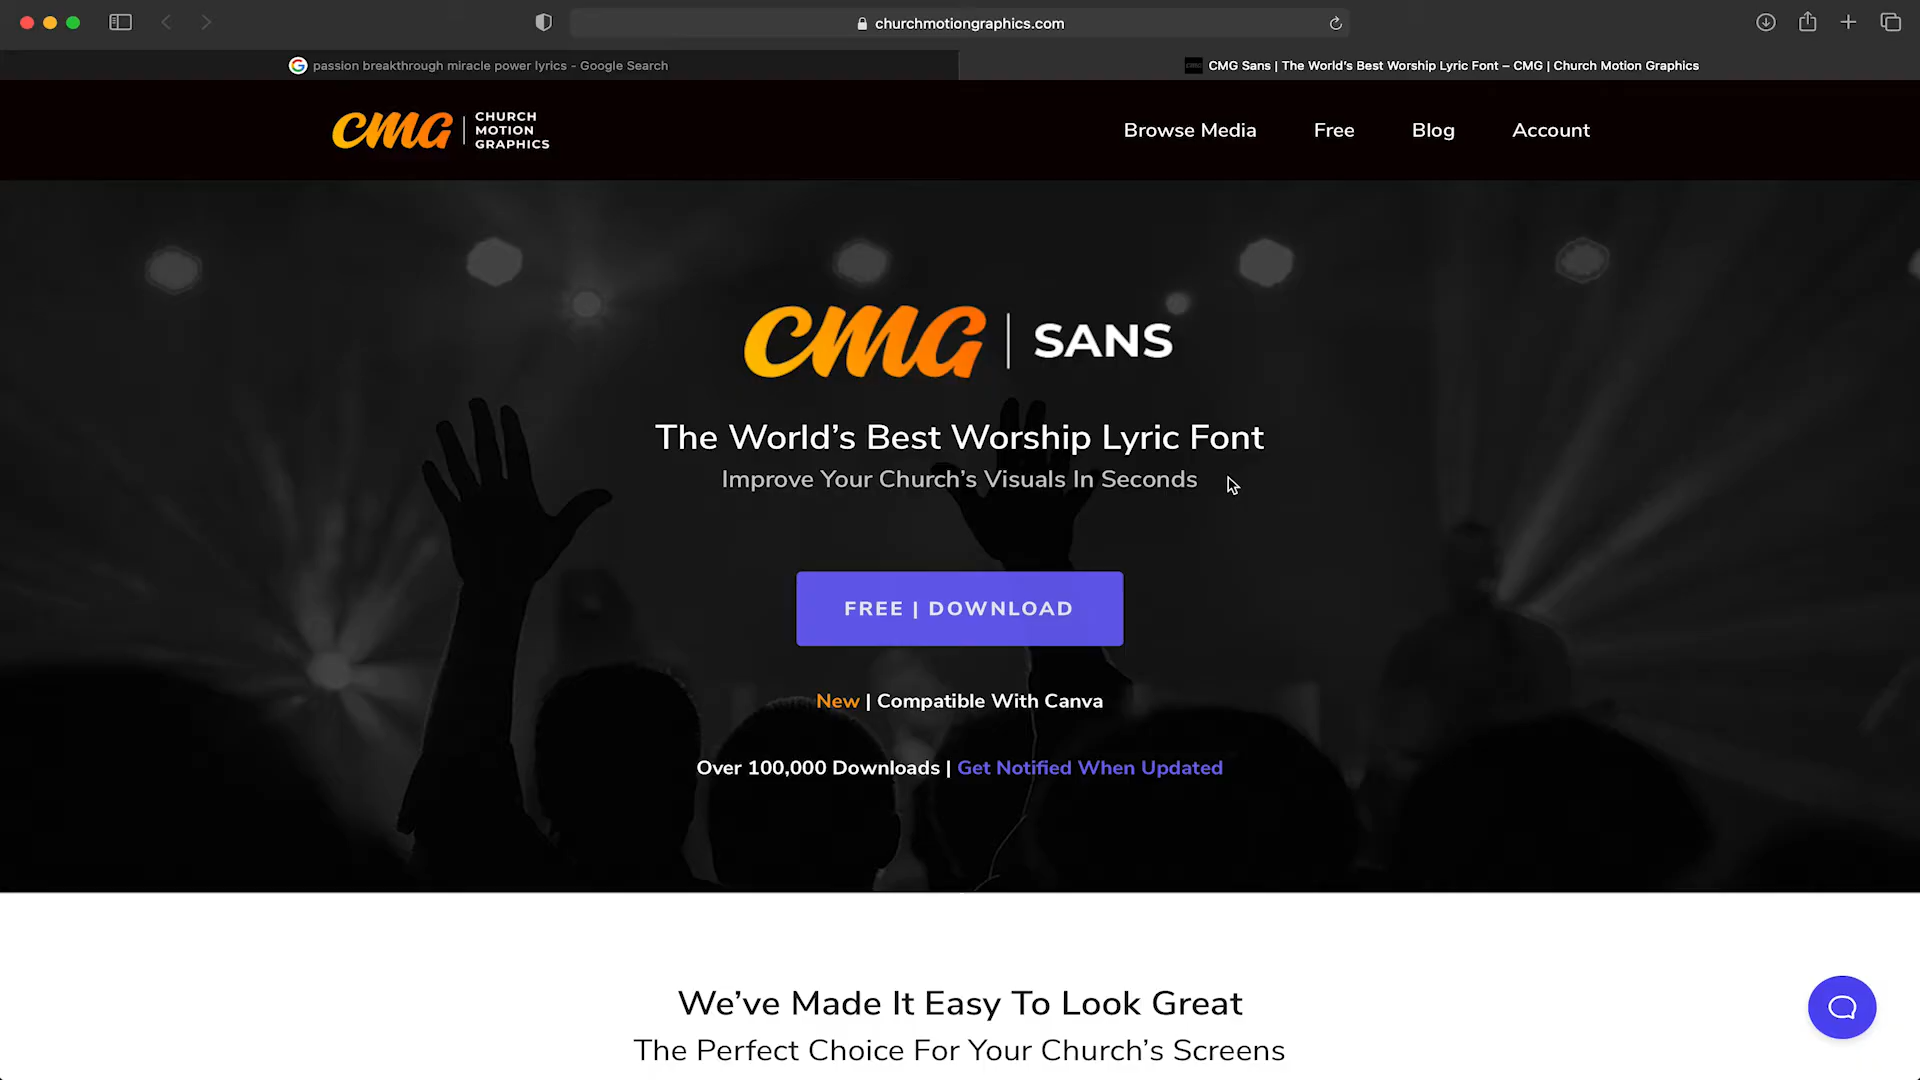 churchmotiongraphics.com
passion breakthrough miracle power lyrics - Google Search
CMG Sans | The World's Best Worship Lyric Font – CMG | Church Motion Graphics
CMG | CHURCH
MOTION
GRAPHICS
Browse Media
Free
Blog
Account
CMG | SANS
The World's Best Worship Lyric Font
Improve Your Church's Visuals In Seconds
FREE | DOWNLOAD
New | Compatible With Canva
Over 100,000 Downloads | Get Notified When Updated
We've Made It Easy To Look Great
The Perfect Choice For Your Church's Screens